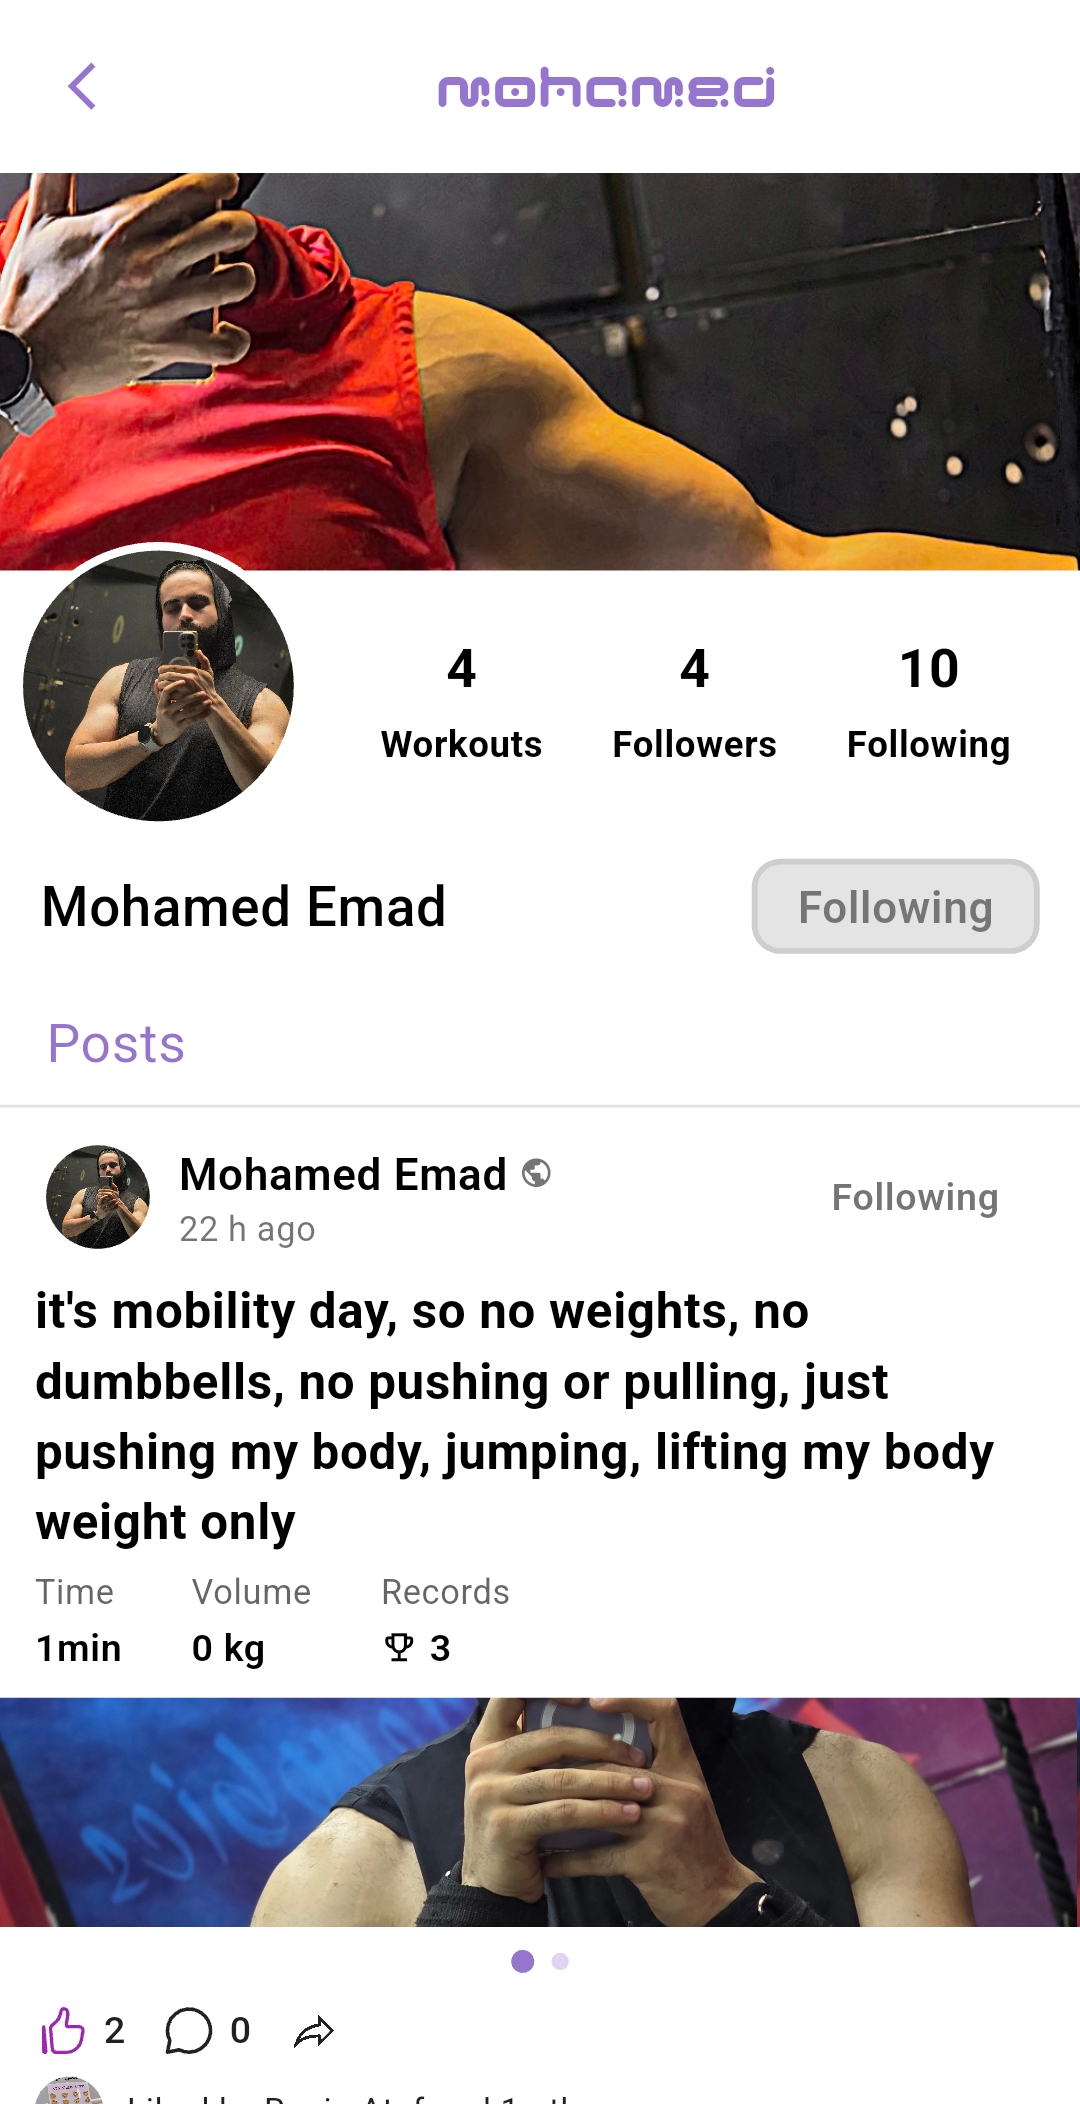 mohamed
4 4 10
Workouts Followers Following
Mohamed Emad Following
Posts
Mohamed Emad Following
22 h ago
it's mobility day, so no weights, no
dumbbells, no pushing or pulling, just
pushing my body, jumping, lifting my body
weight only
Time Volume Records
1min 0 kg 3
2 0